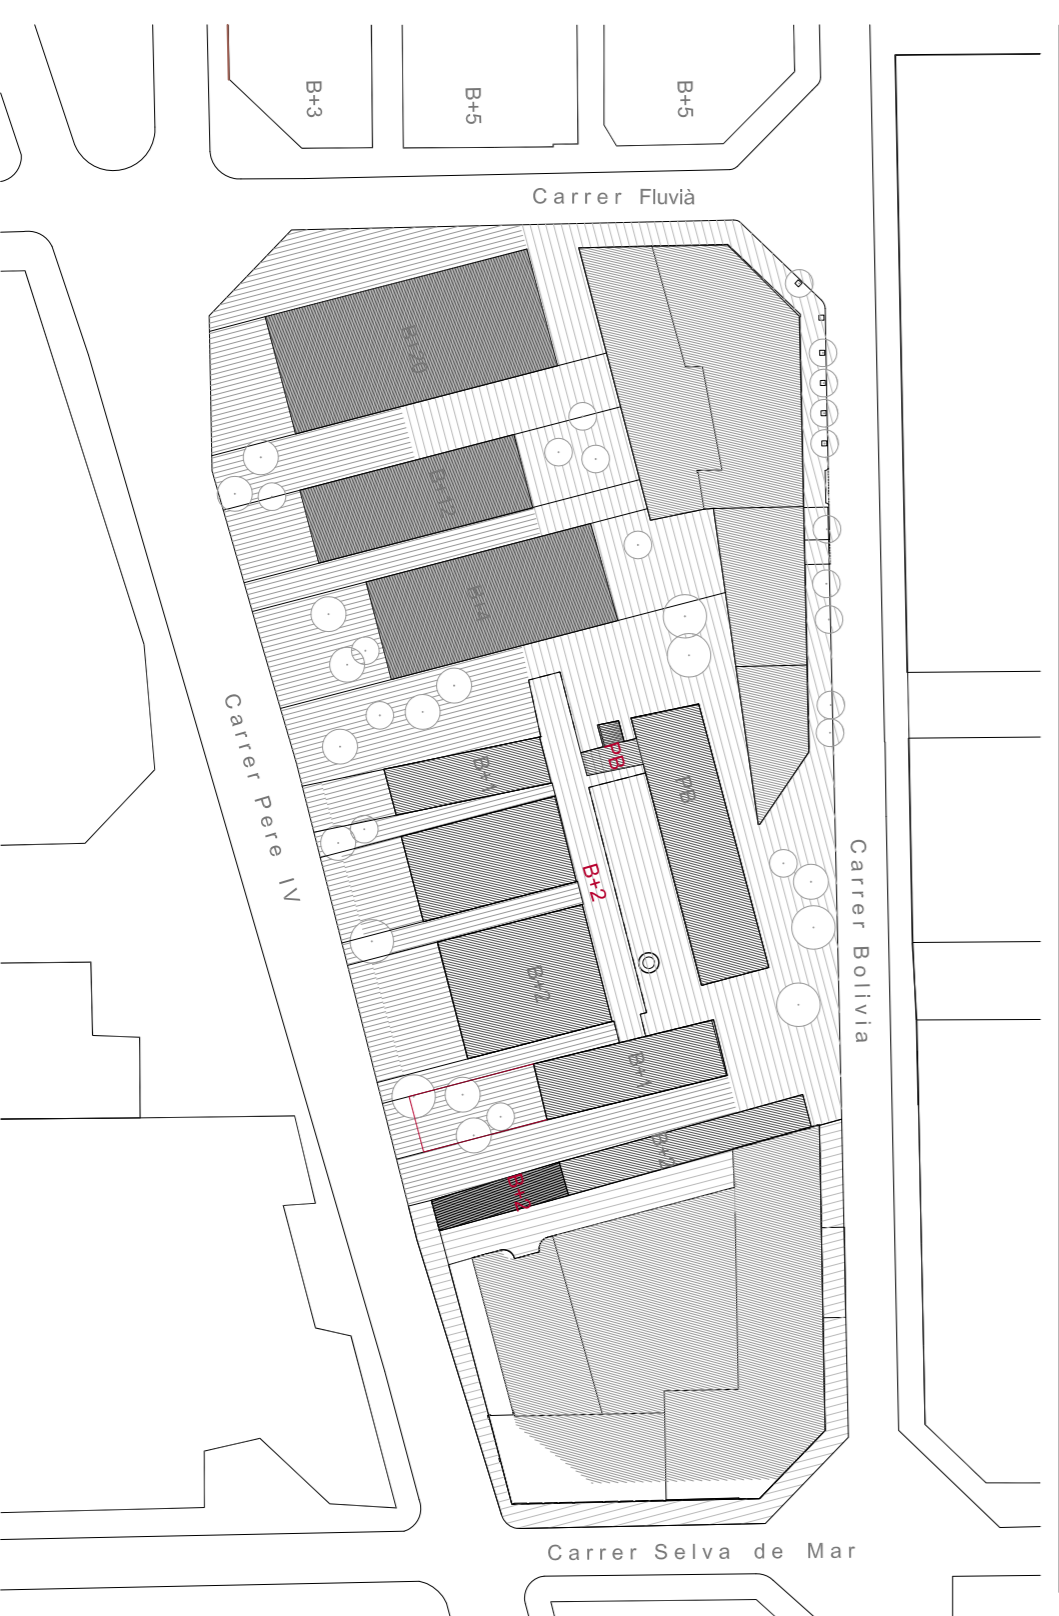 B+3
B+5
B+5
Carrer Fluvià
B+20
B+12
B+4
Carrer Pere IV
B+1
PB
PB
B+2
Carrer Bolivia
B+2
B+1
B+2
B+2
Carrer Selva de Mar